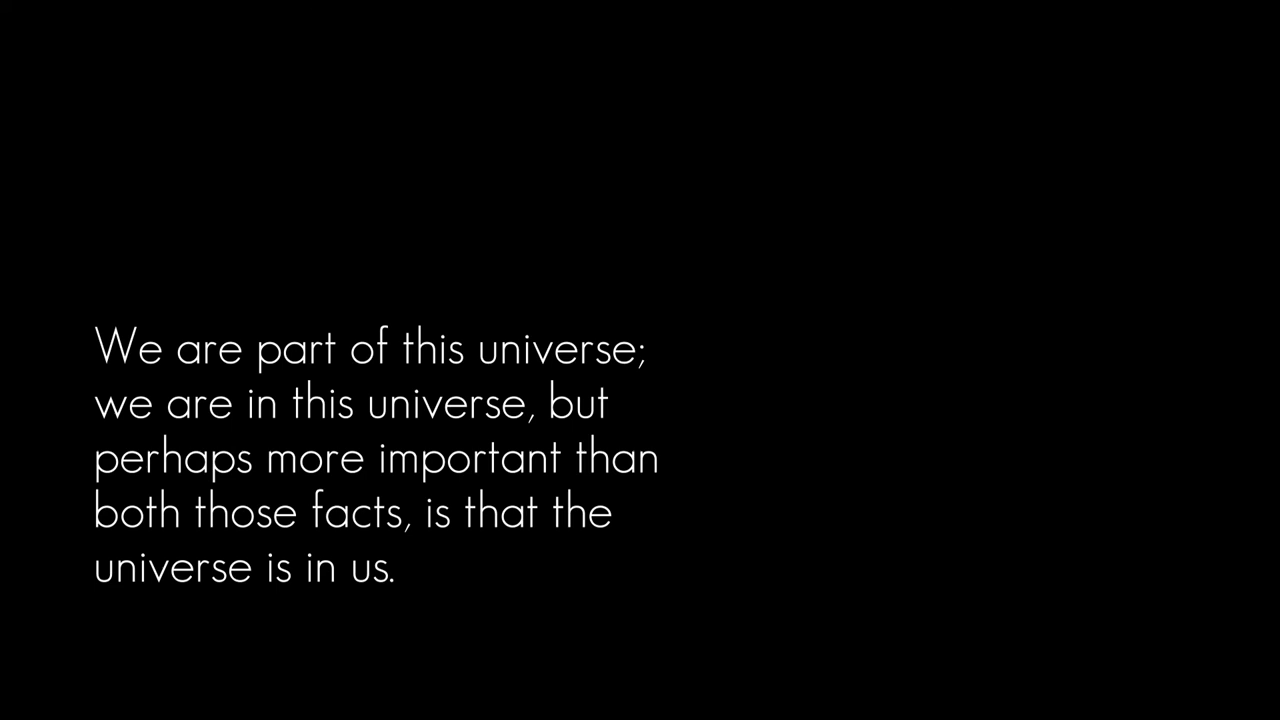 We are part of this universe;
we are in this universe, but
perhaps more important than
both those facts, is that the
universe is in us.